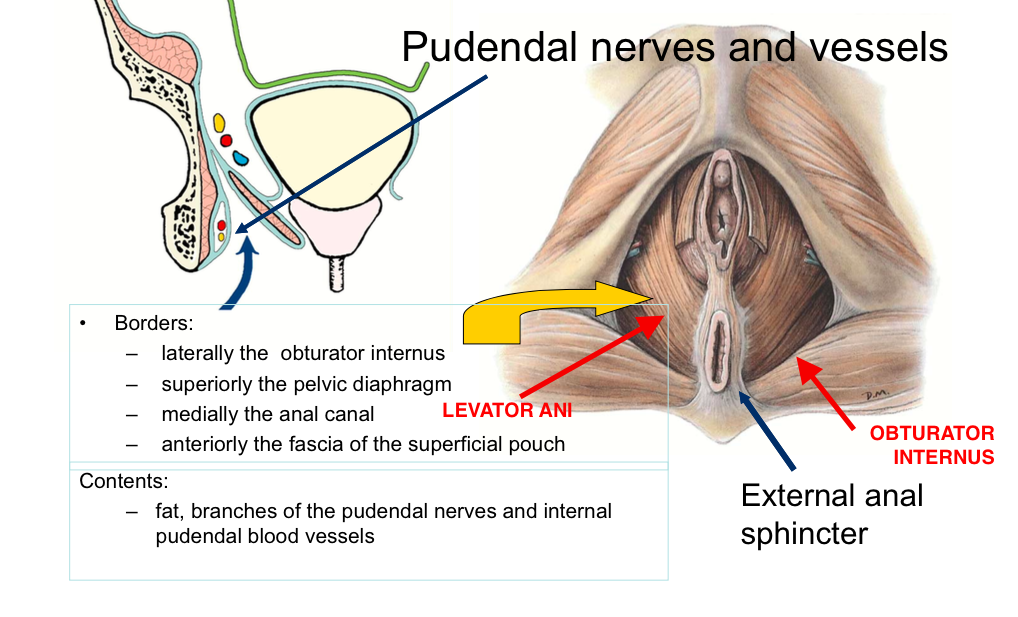 Pudendal nerves and vessels
• Borders:
– laterally the  obturator internus
– superiorly the pelvic diaphragm
– medially the anal canal
– anteriorly the fascia of the superficial pouch
Contents:
– fat, branches of the pudendal nerves and internal
pudendal blood vessels
LEVATOR ANI
OBTURATOR
INTERNUS
External anal
sphincter
D.M.